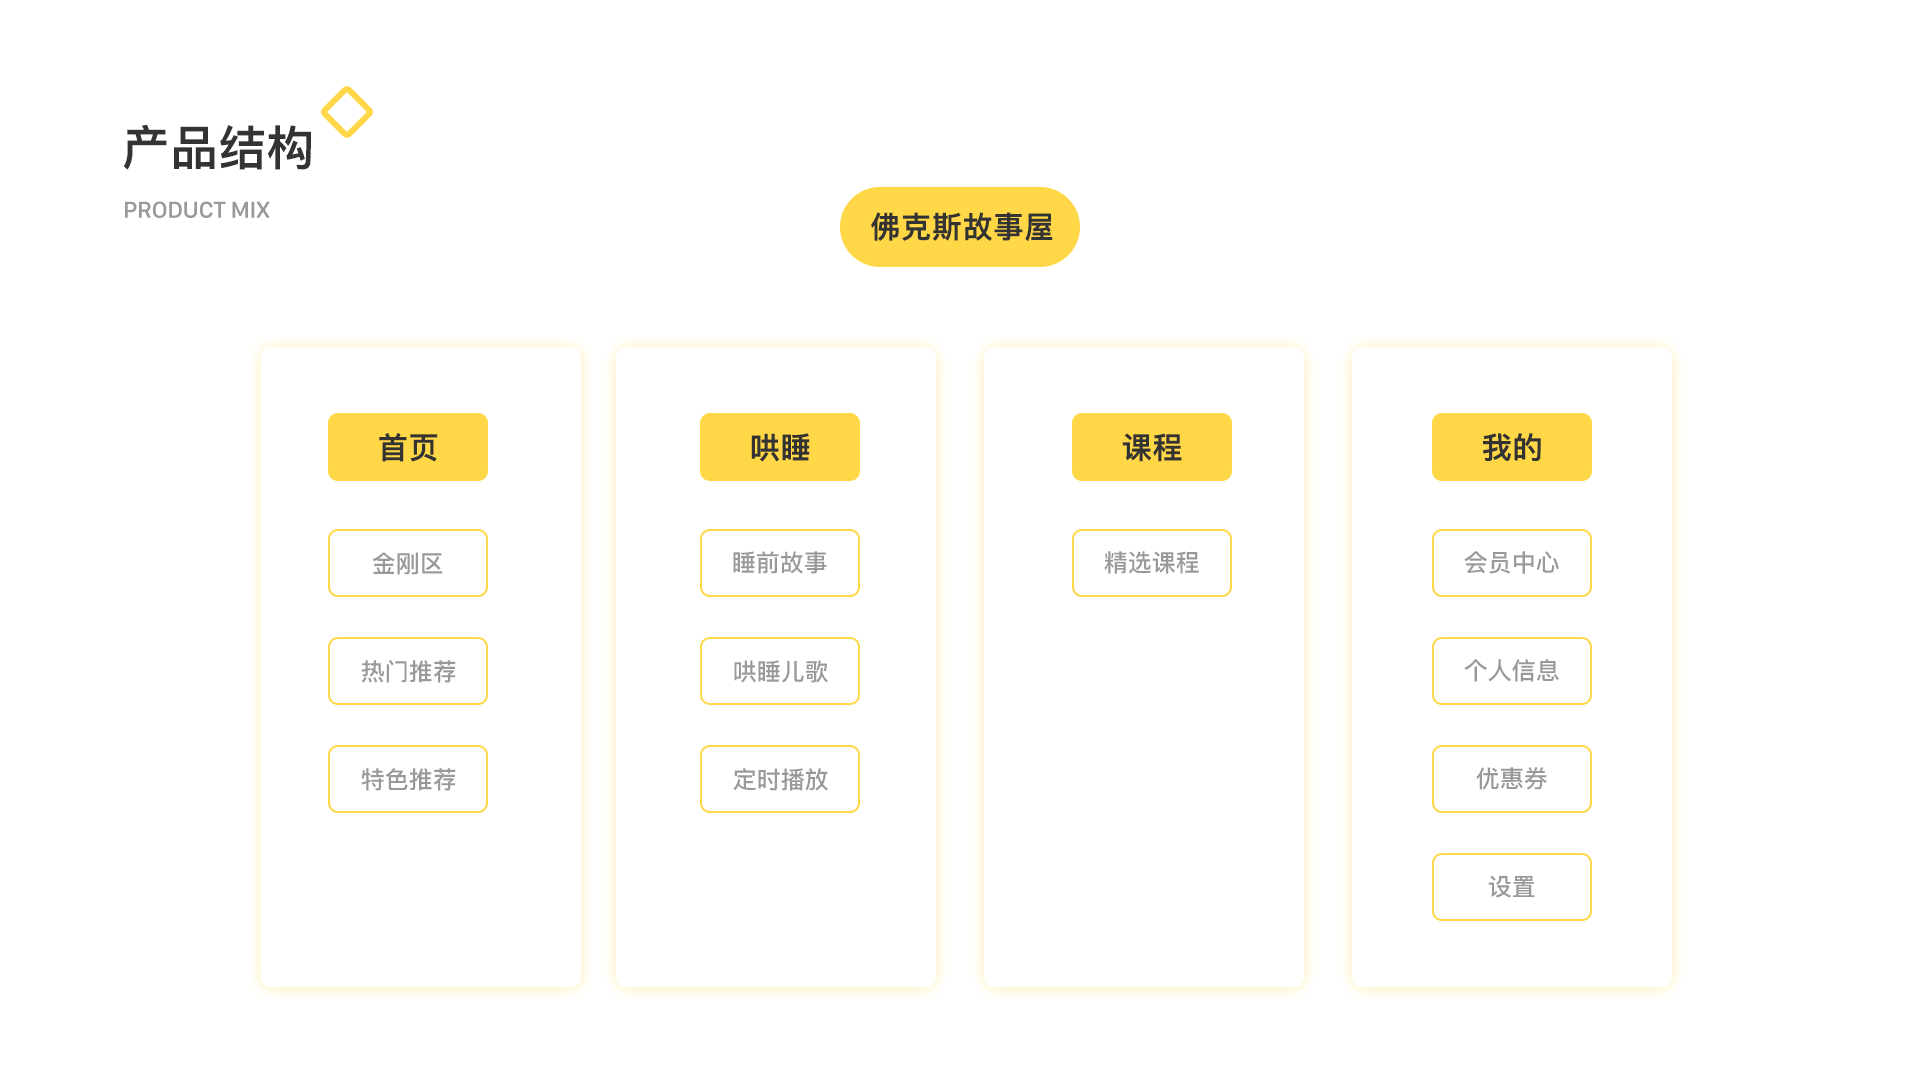 产品结构
PRODUCT MIX
佛克斯故事屋
首页
金刚区
热门推荐
特色推荐
哄睡
睡前故事
哄睡儿歌
定时播放
课程
精选课程
我的
会员中心
个人信息
优惠券
设置